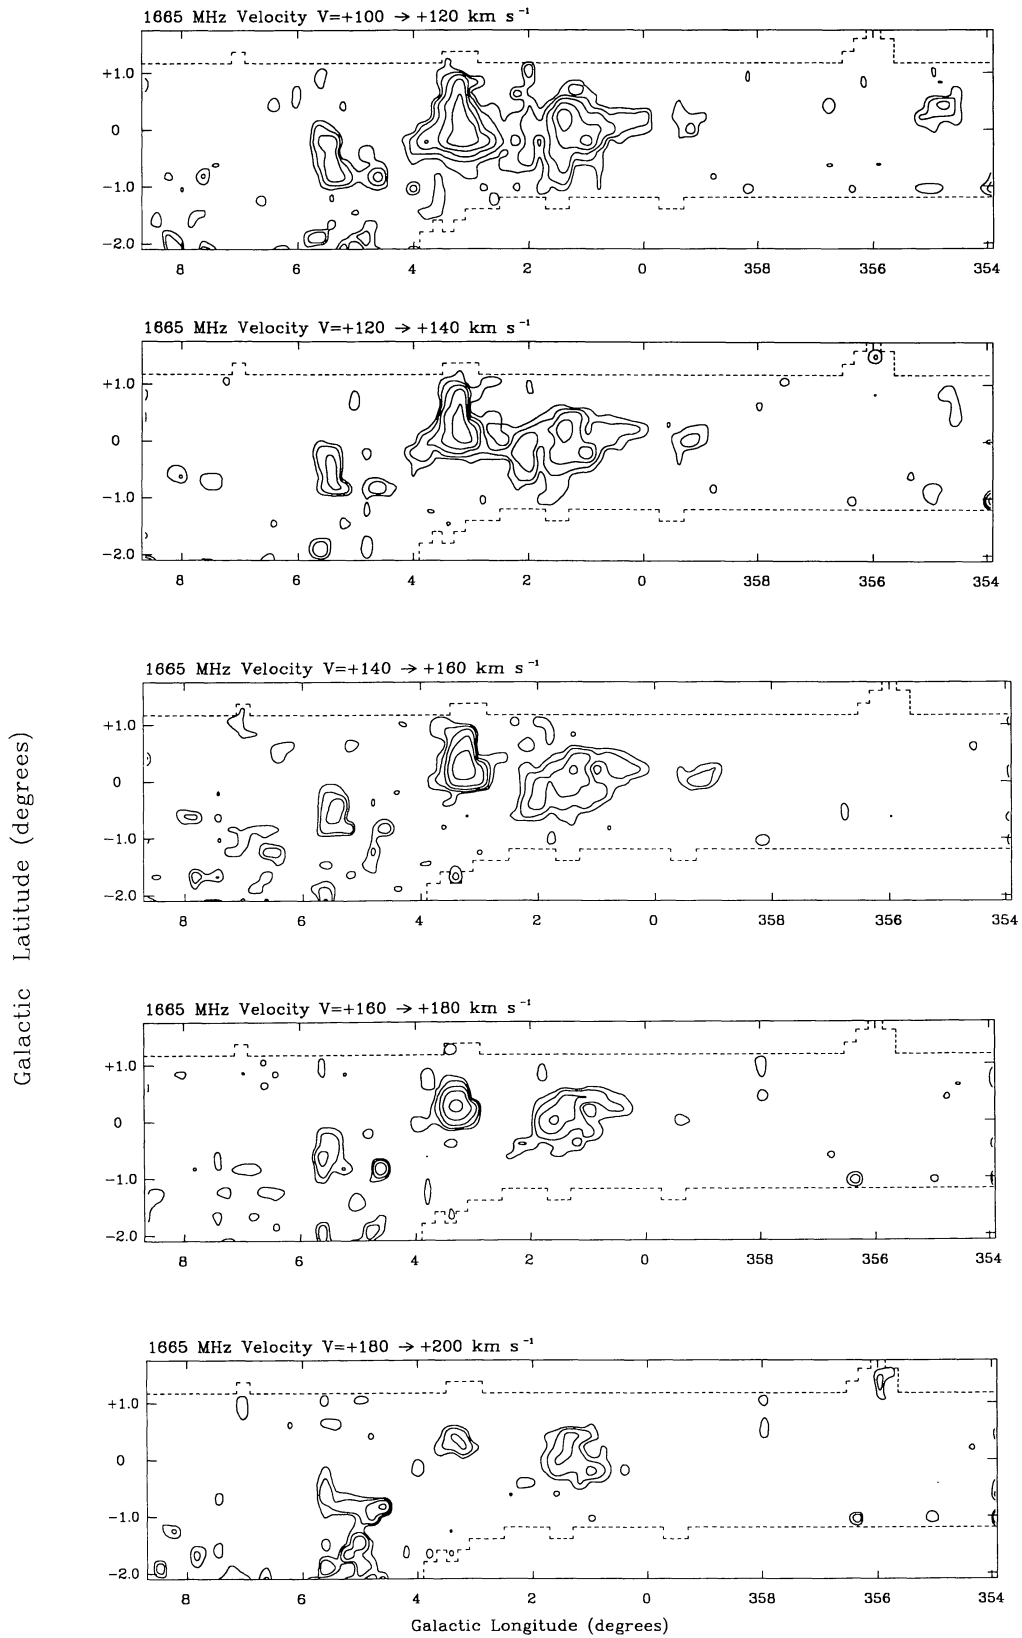 1665 MHz Velocity V=+100 → +120 km s⁻¹
+1.0
0
−1.0
−2.0
8 6 4 2 0 358 356 354
1665 MHz Velocity V=+120 → +140 km s⁻¹
+1.0
0
−1.0
−2.0
8 6 4 2 0 358 356 354
1665 MHz Velocity V=+140 → +160 km s⁻¹
+1.0
0
−1.0
−2.0
8 6 4 2 0 358 356 354
Galactic Latitude (degrees)
1665 MHz Velocity V=+160 → +180 km s⁻¹
+1.0
0
−1.0
−2.0
8 6 4 2 0 358 356 354
1665 MHz Velocity V=+180 → +200 km s⁻¹
+1.0
0
−1.0
−2.0
8 6 4 2 0 358 356 354
Galactic Longitude (degrees)